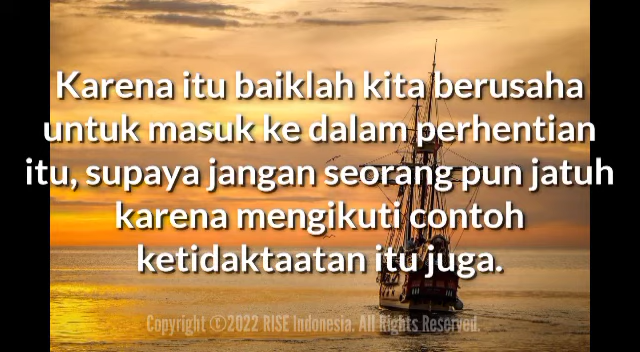 Karena itu baiklah kita berusaha
untuk masuk ke dalam perhentian
itu, supaya jangan seorang pun jatuh
karena mengikuti contoh
ketidaktaatan itu juga.
Copyright ©2022 RISE Indonesia. All Rights Reserved.